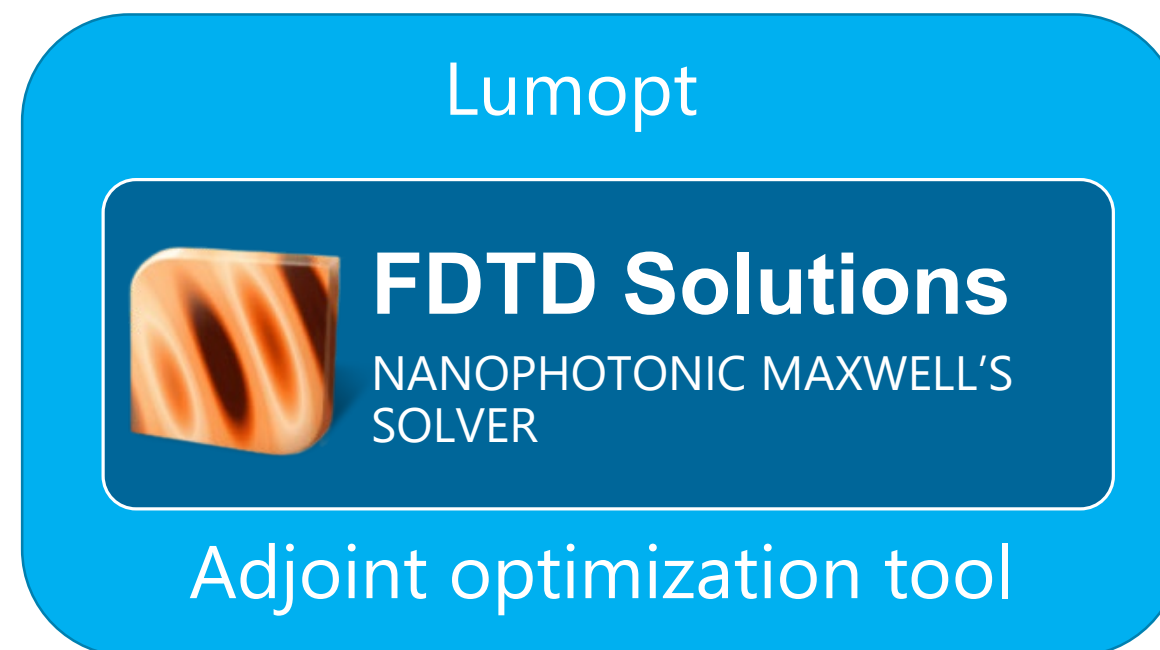 Lumopt
FDTD Solutions
NANOPHOTONIC MAXWELL’S
SOLVER
Adjoint optimization tool